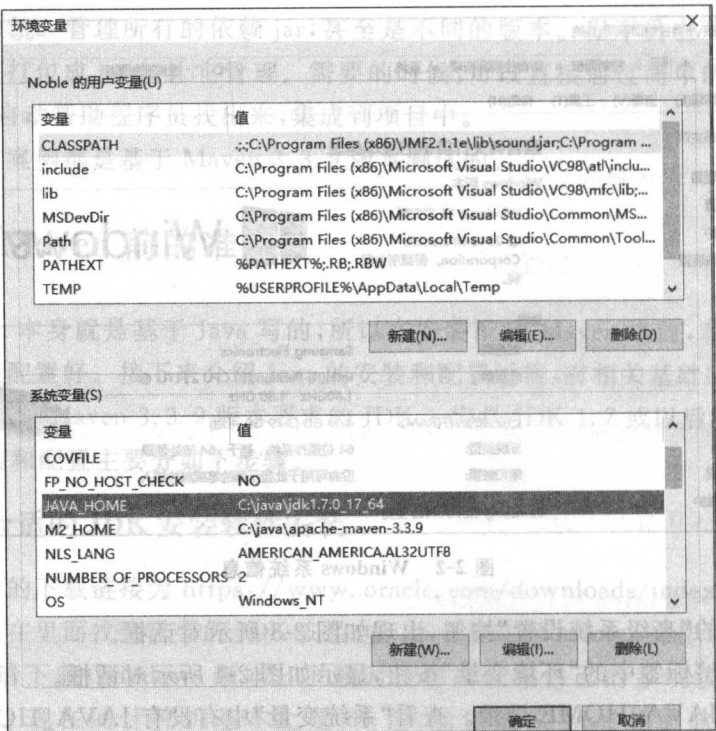 环境变量
Noble 的用户变量(U)
变量 值
CLASSPATH .;;C:\Program Files (x86)\JMF2.1.1e\lib\sound.jar;C:\Program ...
include C:\Program Files (x86)\Microsoft Visual Studio\VC98\atl\inclu...
lib C:\Program Files (x86)\Microsoft Visual Studio\VC98\mfc\lib;...
MSDevDir C:\Program Files (x86)\Microsoft Visual Studio\Common\MS...
Path C:\Program Files (x86)\Microsoft Visual Studio\Common\Tool...
PATHEXT %PATHEXT%;.RB;.RBW
TEMP %USERPROFILE%\AppData\Local\Temp
新建(N)... 编辑(E)... 删除(D)
系统变量(S)
变量 值
COVFILE
FP_NO_HOST_CHECK NO
JAVA_HOME C:\java\jdk1.7.0_17_64
M2_HOME C:\java\apache-maven-3.3.9
NLS_LANG AMERICAN_AMERICA.AL32UTF8
NUMBER_OF_PROCESSORS 2
OS Windows_NT
新建(W)... 编辑(I)... 删除(L)
确定 取消